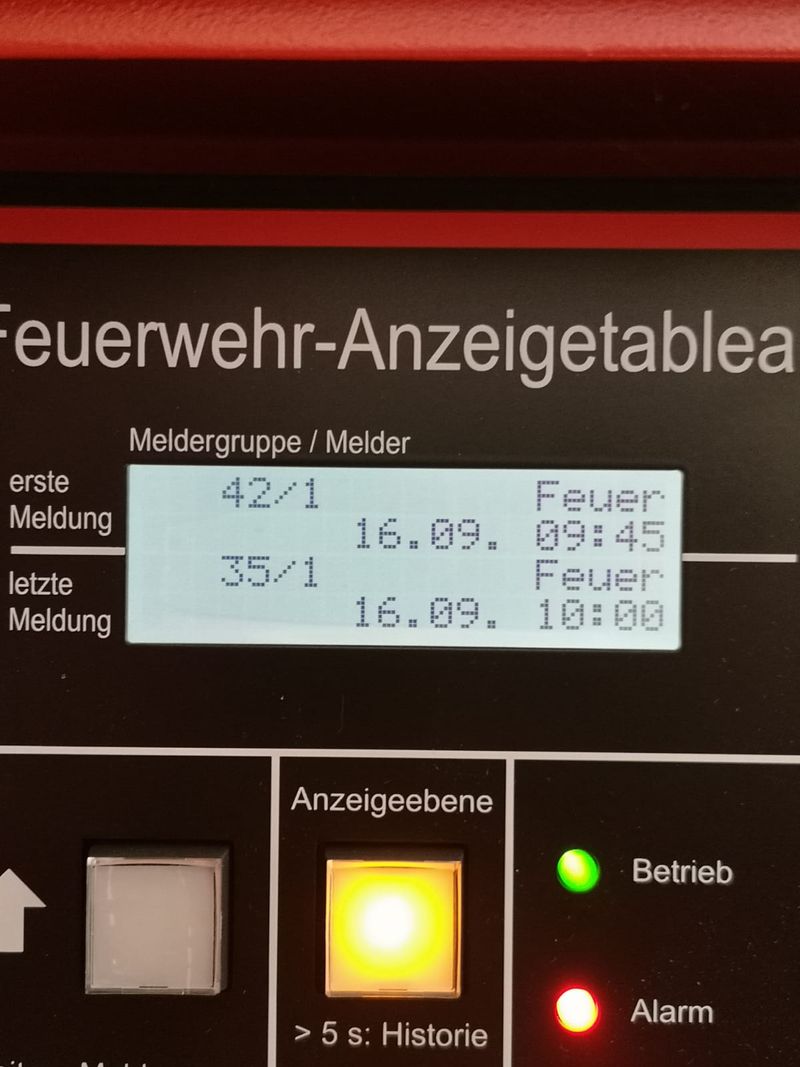 Feuerwehr-Anzeigetablea
Meldergruppe / Melder
erste
Meldung
42/1 Feuer
16.09. 09:45
letzte
Meldung
35/1 Feuer
16.09. 10:00
Anzeigeebene
> 5 s: Historie
Betrieb
Alarm